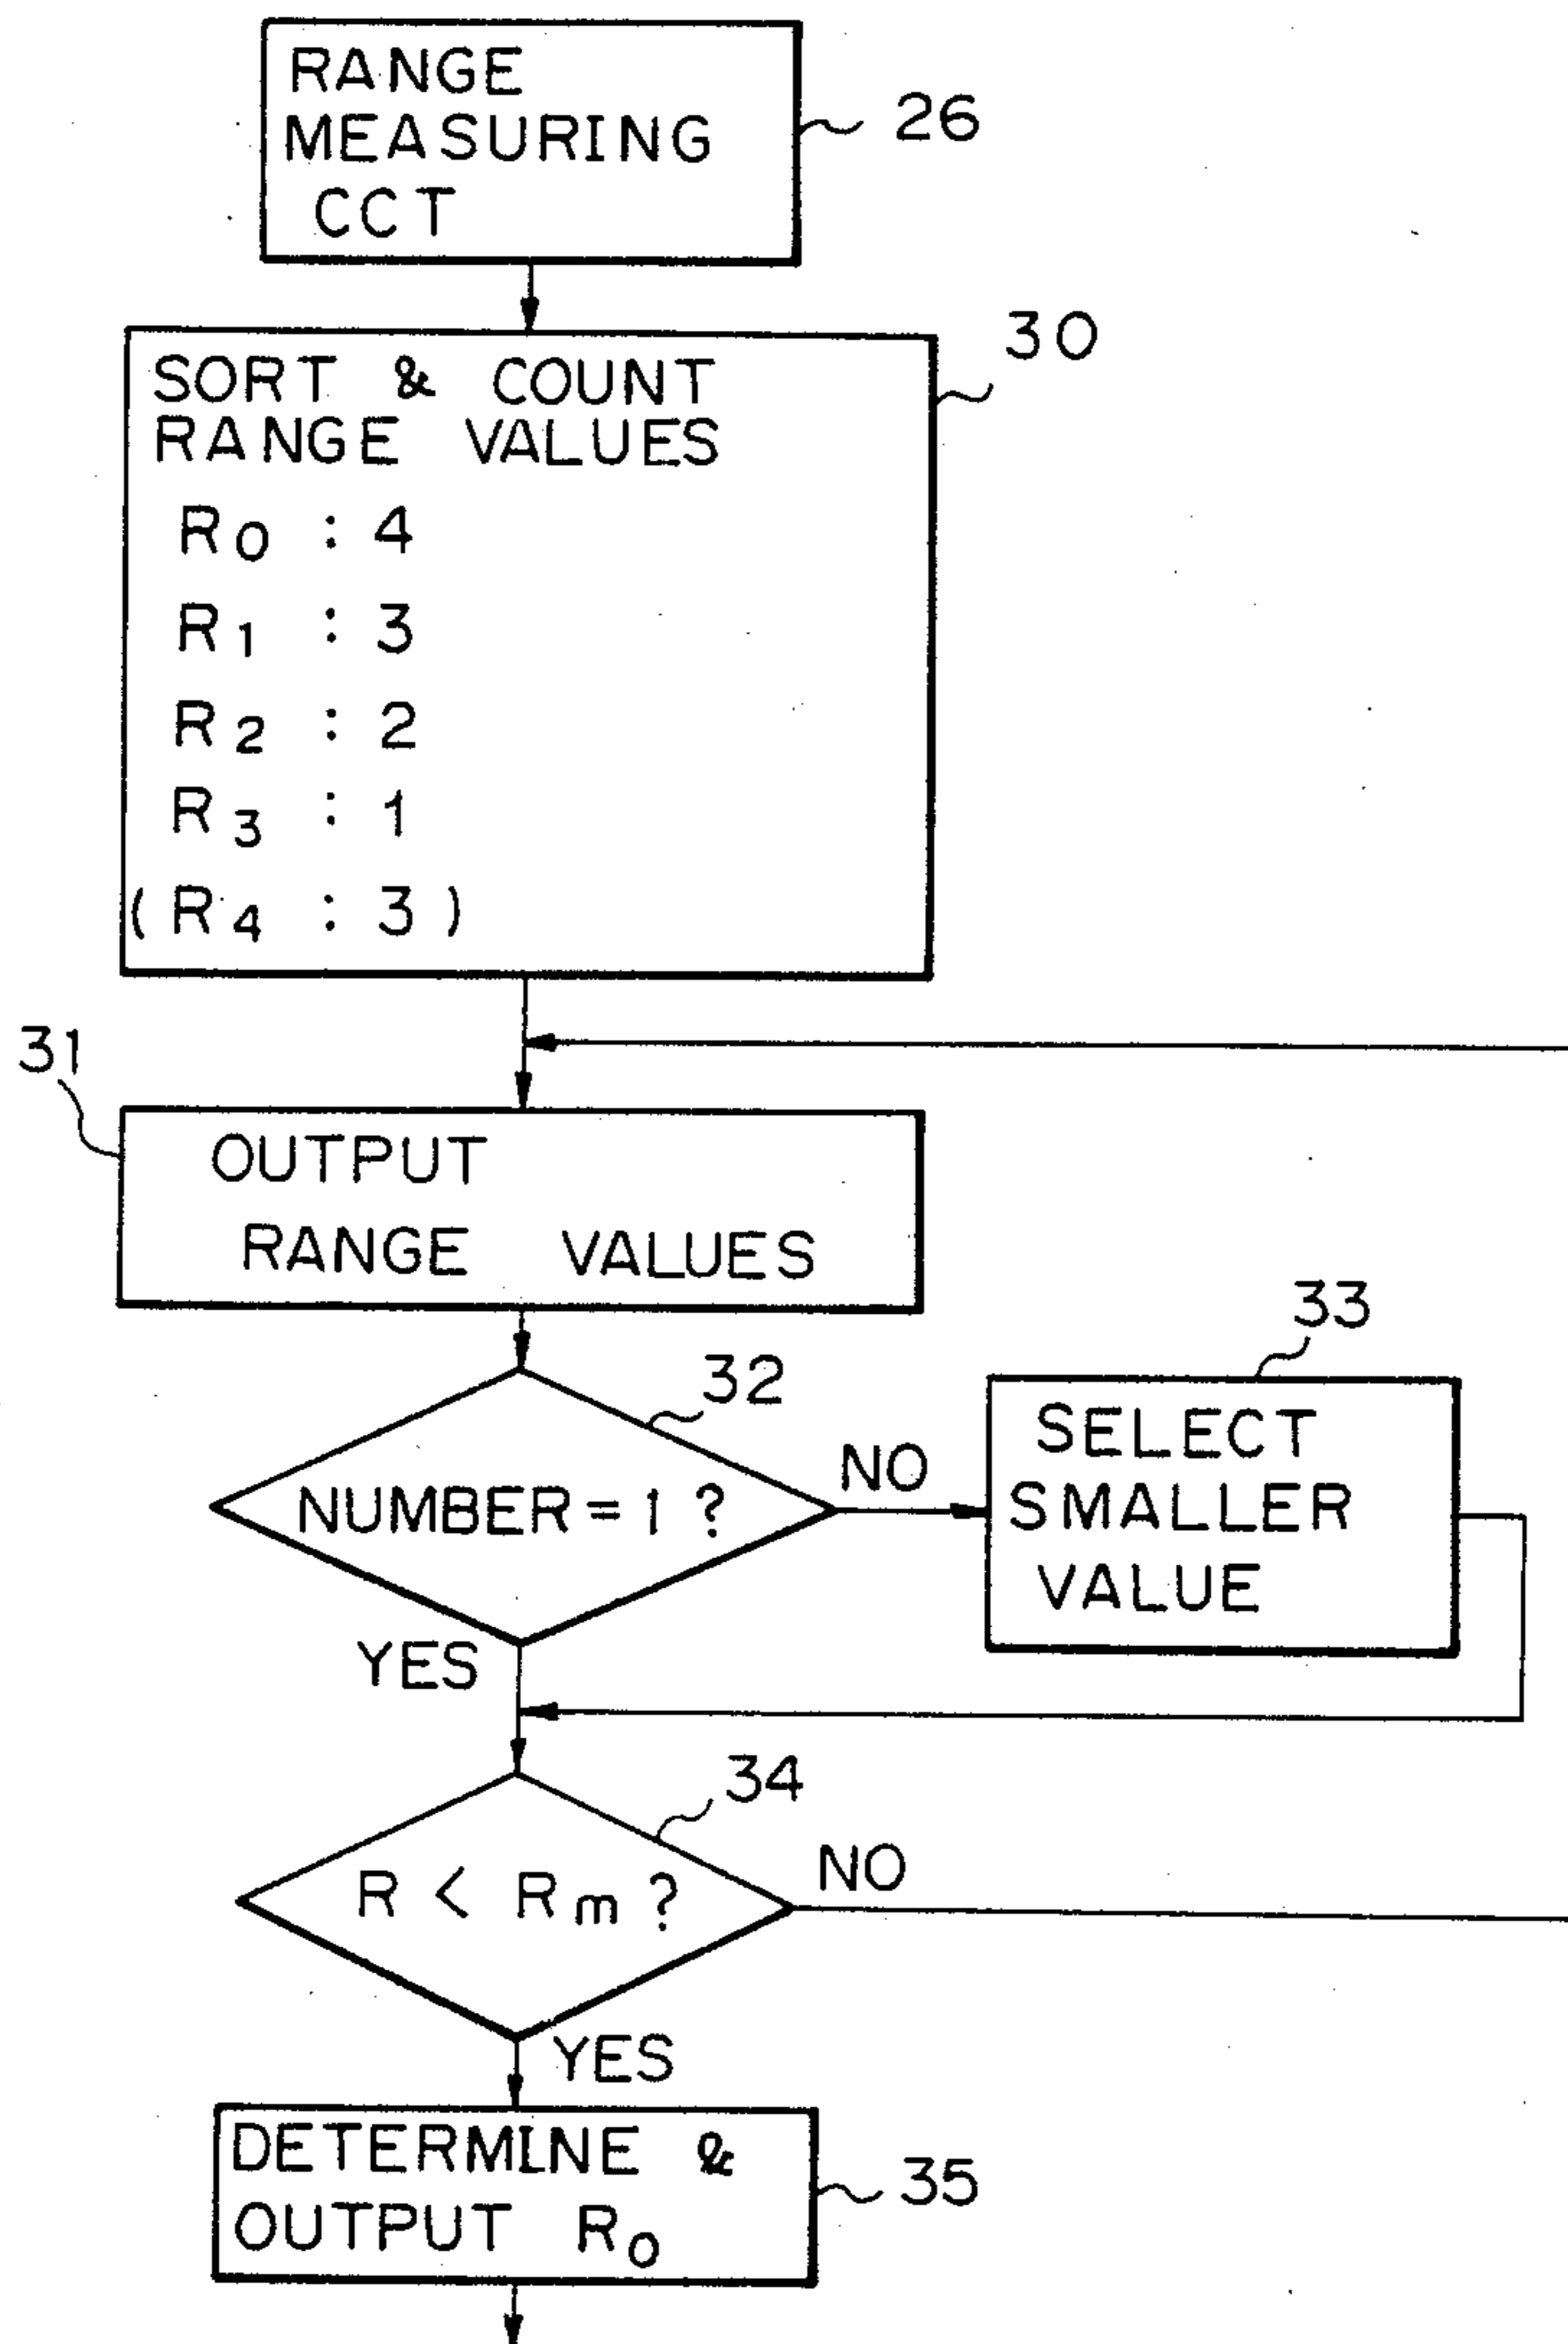 RANGE
MEASURING
CCT
26
30
SORT & COUNT
RANGE VALUES
R0 : 4
R1 : 3
R2 : 2
R3 : 1
(R4 : 3)
31
OUTPUT
RANGE VALUES
32
NUMBER=1 ?
NO
33
SELECT
SMALLER
VALUE
YES
34
R < Rm ?
NO
YES
DETERMINE &
OUTPUT R0
35